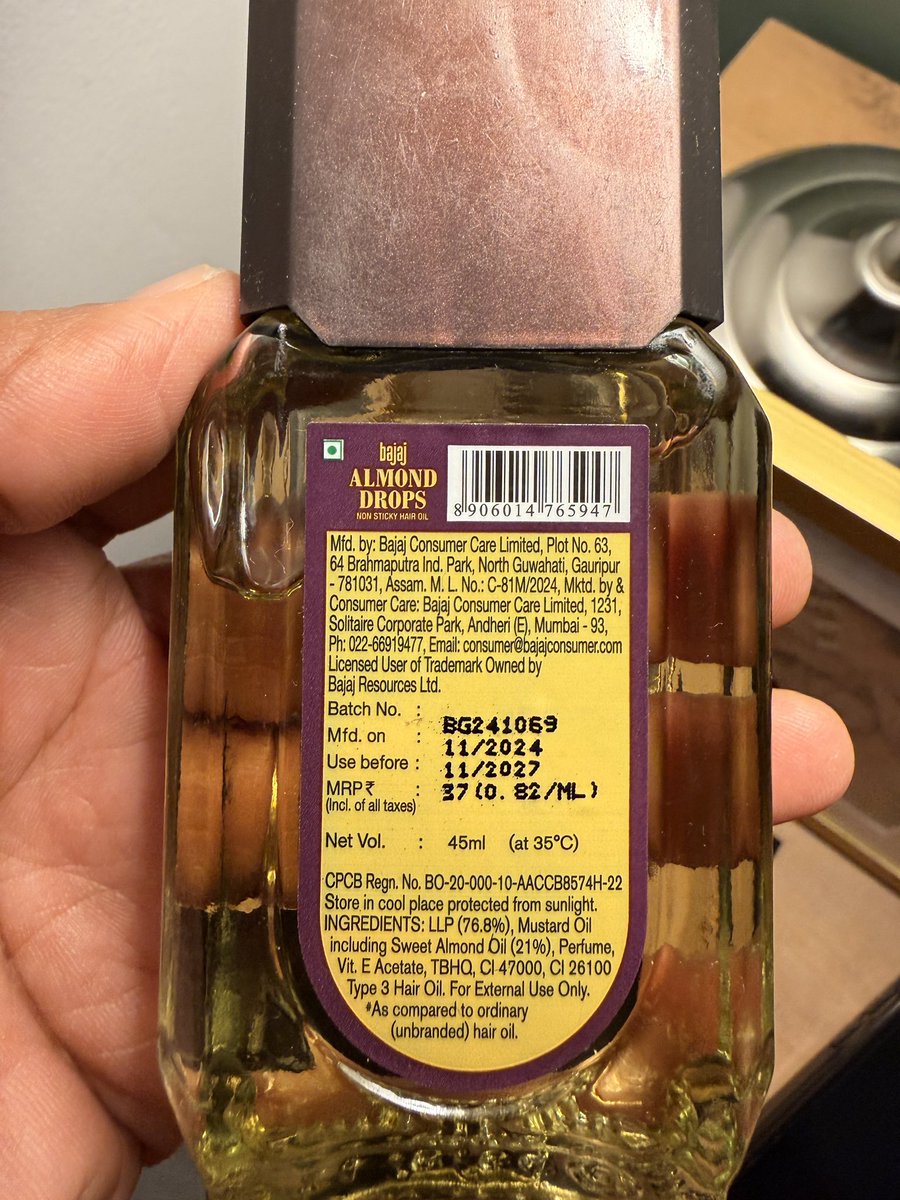 bajaj
ALMOND
DROPS
NON STICKY HAIR OIL
8 906014 765947
Mfd. by: Bajaj Consumer Care Limited, Plot No. 63,
64 Brahmaputra Ind. Park, North Guwahati, Gauripur
- 781031, Assam. M. L. No.: C-81M/2024, Mktd. by &
Consumer Care: Bajaj Consumer Care Limited, 1231,
Solitaire Corporate Park, Andheri (E), Mumbai - 93,
Ph: 022-66919477, Email: consumer@bajajconsumer.com
Licensed User of Trademark Owned by
Bajaj Resources Ltd.
Batch No. : BG241069
Mfd. on : 11/2024
Use before : 11/2027
MRP₹ : 37(0.82/ML)
(Incl. of all taxes)
Net Vol. : 45ml (at 35°C)
CPCB Regn. No. BO-20-000-10-AACCB8574H-22
Store in cool place protected from sunlight.
INGREDIENTS: LLP (76.8%), Mustard Oil
including Sweet Almond Oil (21%), Perfume,
Vit. E Acetate, TBHQ, CI 47000, CI 26100
Type 3 Hair Oil. For External Use Only.
#As compared to ordinary
(unbranded) hair oil.